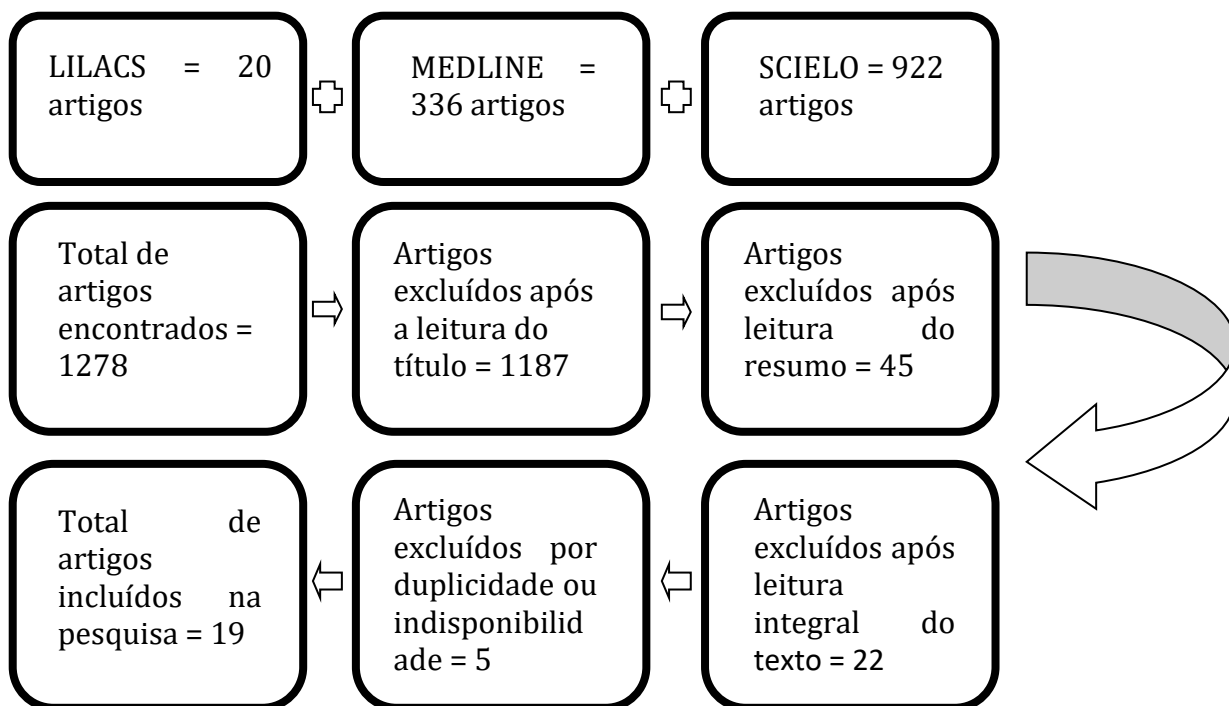 LILACS = 20
artigos
MEDLINE =
336 artigos
SCIELO = 922
artigos
Total de
artigos
encontrados =
1278
Artigos
excluídos após
a leitura do
título = 1187
Artigos
excluídos após
leitura do
resumo = 45
Total de
artigos
incluídos na
pesquisa = 19
Artigos
excluídos por
duplicidade ou
indisponibilid
ade = 5
Artigos
excluídos após
leitura
integral do
texto = 22